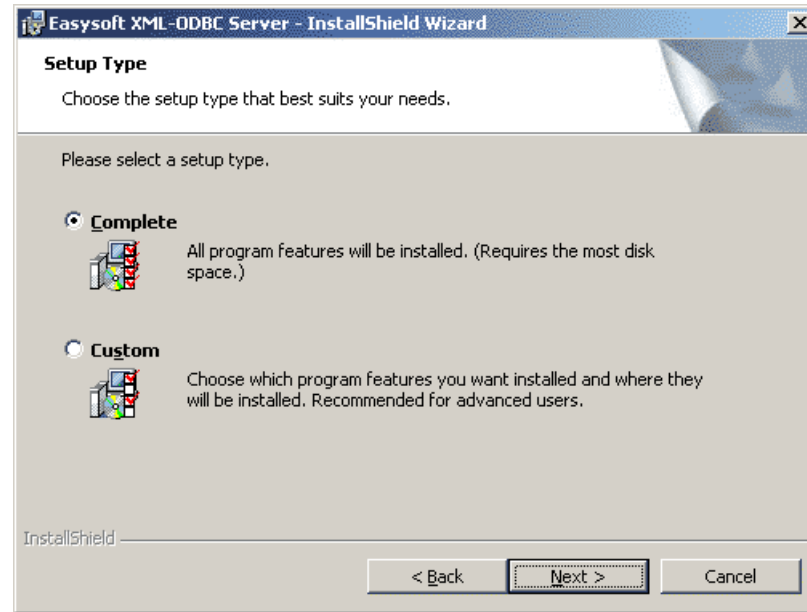 Easysoft XML-ODBC Server - InstallShield Wizard
Setup Type
Choose the setup type that best suits your needs.
Please select a setup type.
Complete
All program features will be installed. (Requires the most disk
space.)
Custom
Choose which program features you want installed and where they
will be installed. Recommended for advanced users.
InstallShield
< Back Next > Cancel